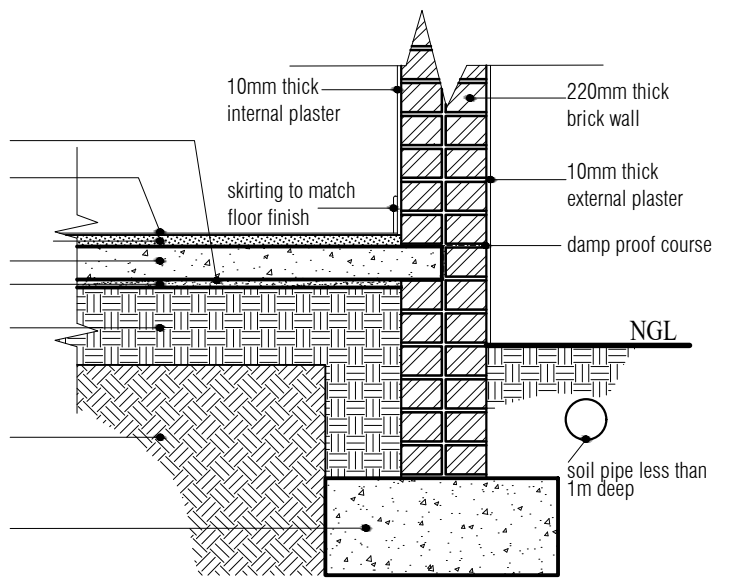 10mm thick
internal plaster
220mm thick
brick wall
10mm thick
external plaster
skirting to match
floor finish
damp proof course
NGL
soil pipe less than
1m deep